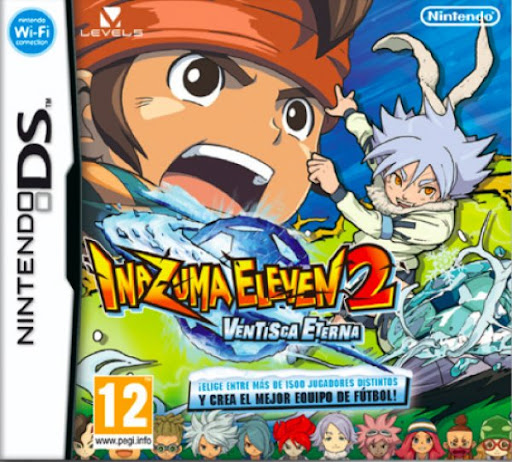 Nintendo
Wi-Fi
connection
LEVEL5
Nintendo
NINTENDO DS™
INAZUMA ELEVEN 2
VENTISCA ETERNA
¡ELIGE ENTRE MÁS DE 1500 JUGADORES DISTINTOS
Y CREA EL MEJOR EQUIPO DE FÚTBOL!
12
www.pegi.info